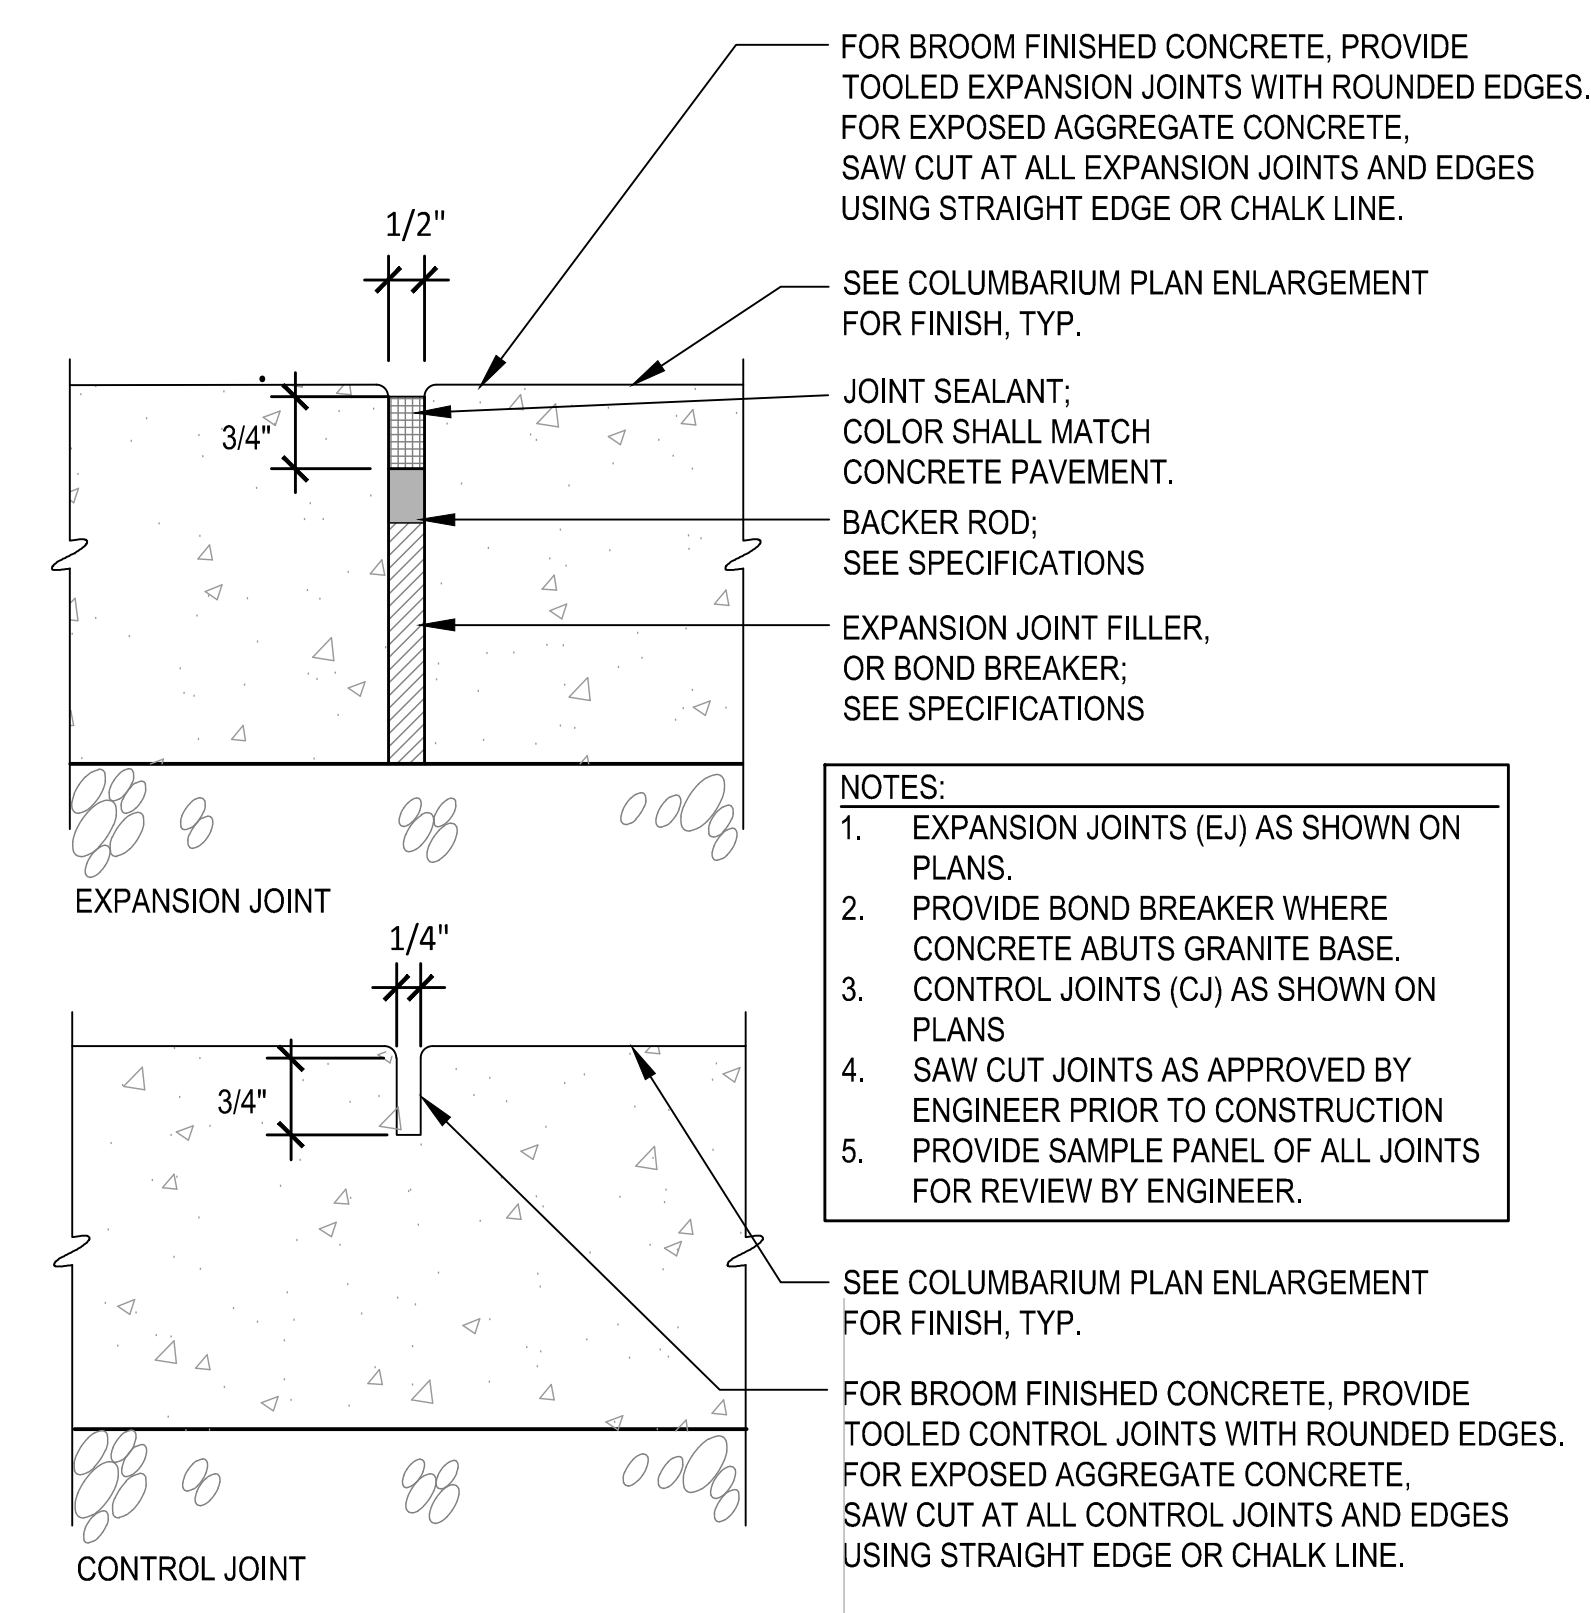 FOR BROOM FINISHED CONCRETE, PROVIDE
TOOLED EXPANSION JOINTS WITH ROUNDED EDGES.
FOR EXPOSED AGGREGATE CONCRETE,
SAW CUT AT ALL EXPANSION JOINTS AND EDGES
USING STRAIGHT EDGE OR CHALK LINE.
1/2"
SEE COLUMBARIUM PLAN ENLARGEMENT
FOR FINISH, TYP.
3/4"
JOINT SEALANT;
COLOR SHALL MATCH
CONCRETE PAVEMENT.
BACKER ROD;
SEE SPECIFICATIONS
EXPANSION JOINT FILLER,
OR BOND BREAKER;
SEE SPECIFICATIONS
EXPANSION JOINT
NOTES:
1. EXPANSION JOINTS (EJ) AS SHOWN ON
PLANS.
2. PROVIDE BOND BREAKER WHERE
CONCRETE ABUTS GRANITE BASE.
3. CONTROL JOINTS (CJ) AS SHOWN ON
PLANS
4. SAW CUT JOINTS AS APPROVED BY
ENGINEER PRIOR TO CONSTRUCTION
5. PROVIDE SAMPLE PANEL OF ALL JOINTS
FOR REVIEW BY ENGINEER.
1/4"
3/4"
SEE COLUMBARIUM PLAN ENLARGEMENT
FOR FINISH, TYP.
FOR BROOM FINISHED CONCRETE, PROVIDE
TOOLED CONTROL JOINTS WITH ROUNDED EDGES.
FOR EXPOSED AGGREGATE CONCRETE,
SAW CUT AT ALL CONTROL JOINTS AND EDGES
USING STRAIGHT EDGE OR CHALK LINE.
CONTROL JOINT